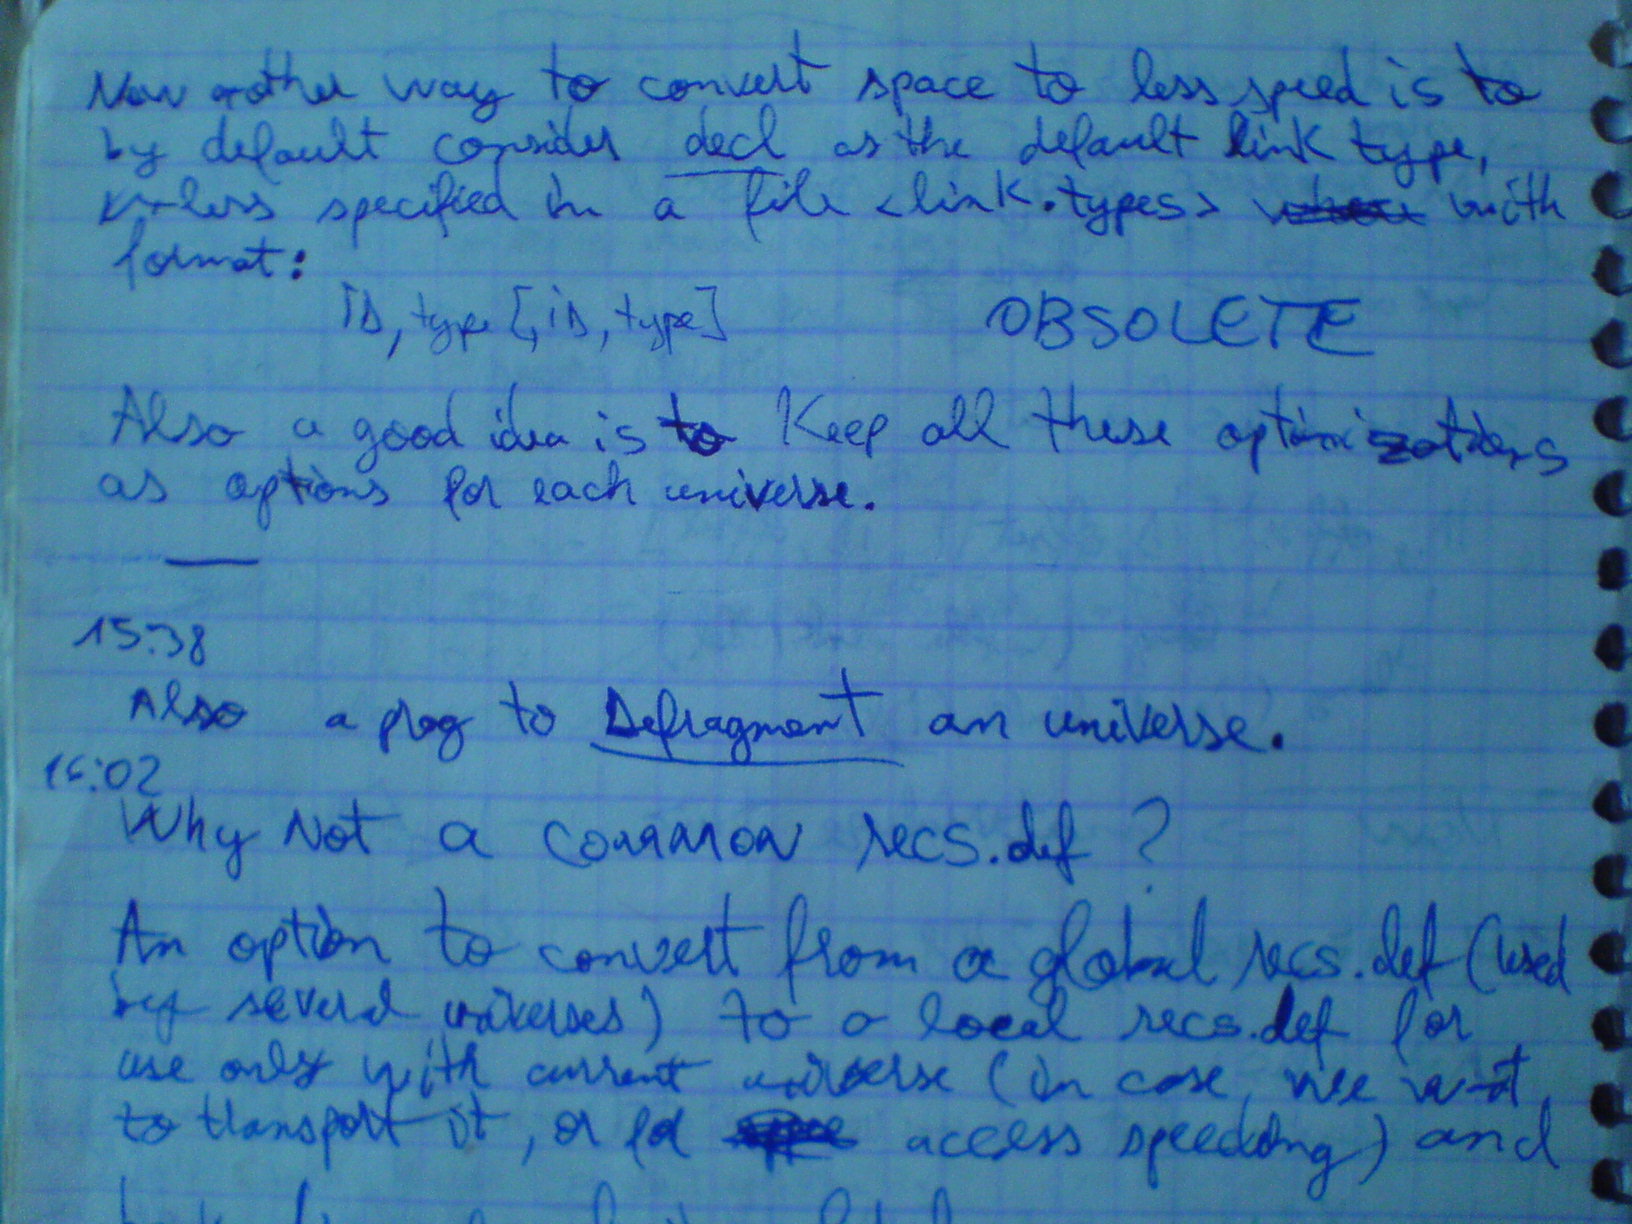 Now another way to convert space to less speed is to
by default consider decl as the default link type,
unless specified in a file <link.types> with
format:
ID, type [, iD, type]
OBSOLETE
Also a good idea is to Keep all these optimizations
as options for each universe.
15:38
Also a prog to Defragment an universe.
16:02
Why Not a common recs.def ?
An option to convert from a global recs.def (used
by several universes) to a local recs.def for
use only with current universe (in case, we want
to transport it, or for access speeding) and